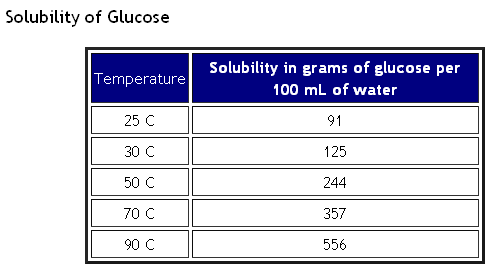 Solubility of Glucose
Temperature
Solubility in grams of glucose per
100 mL of water
25 C 91
30 C 125
50 C 244
70 C 357
90 C 556